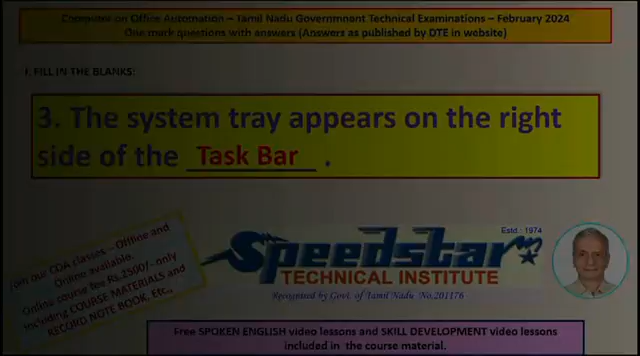 Computer on Office Automation – Tamil Nadu Governmnent Technical Examinations – February 2024
One mark questions with answers (Answers as published by DTE in website)
I. FILL IN THE BLANKS:
3. The system tray appears on the right
side of the Task Bar .
Join our COA classes – Offline and
Online available.
Online course fee Rs.2500/-only
including COURSE MATERIALS and
RECORD NOTE BOOK, Etc.,
Estd : 1974
Speedstar
TECHNICAL INSTITUTE
Recognized by Govt. of Tamil Nadu No.201176
Free SPOKEN ENGLISH video lessons and SKILL DEVELOPMENT video lessons
included in the course material.